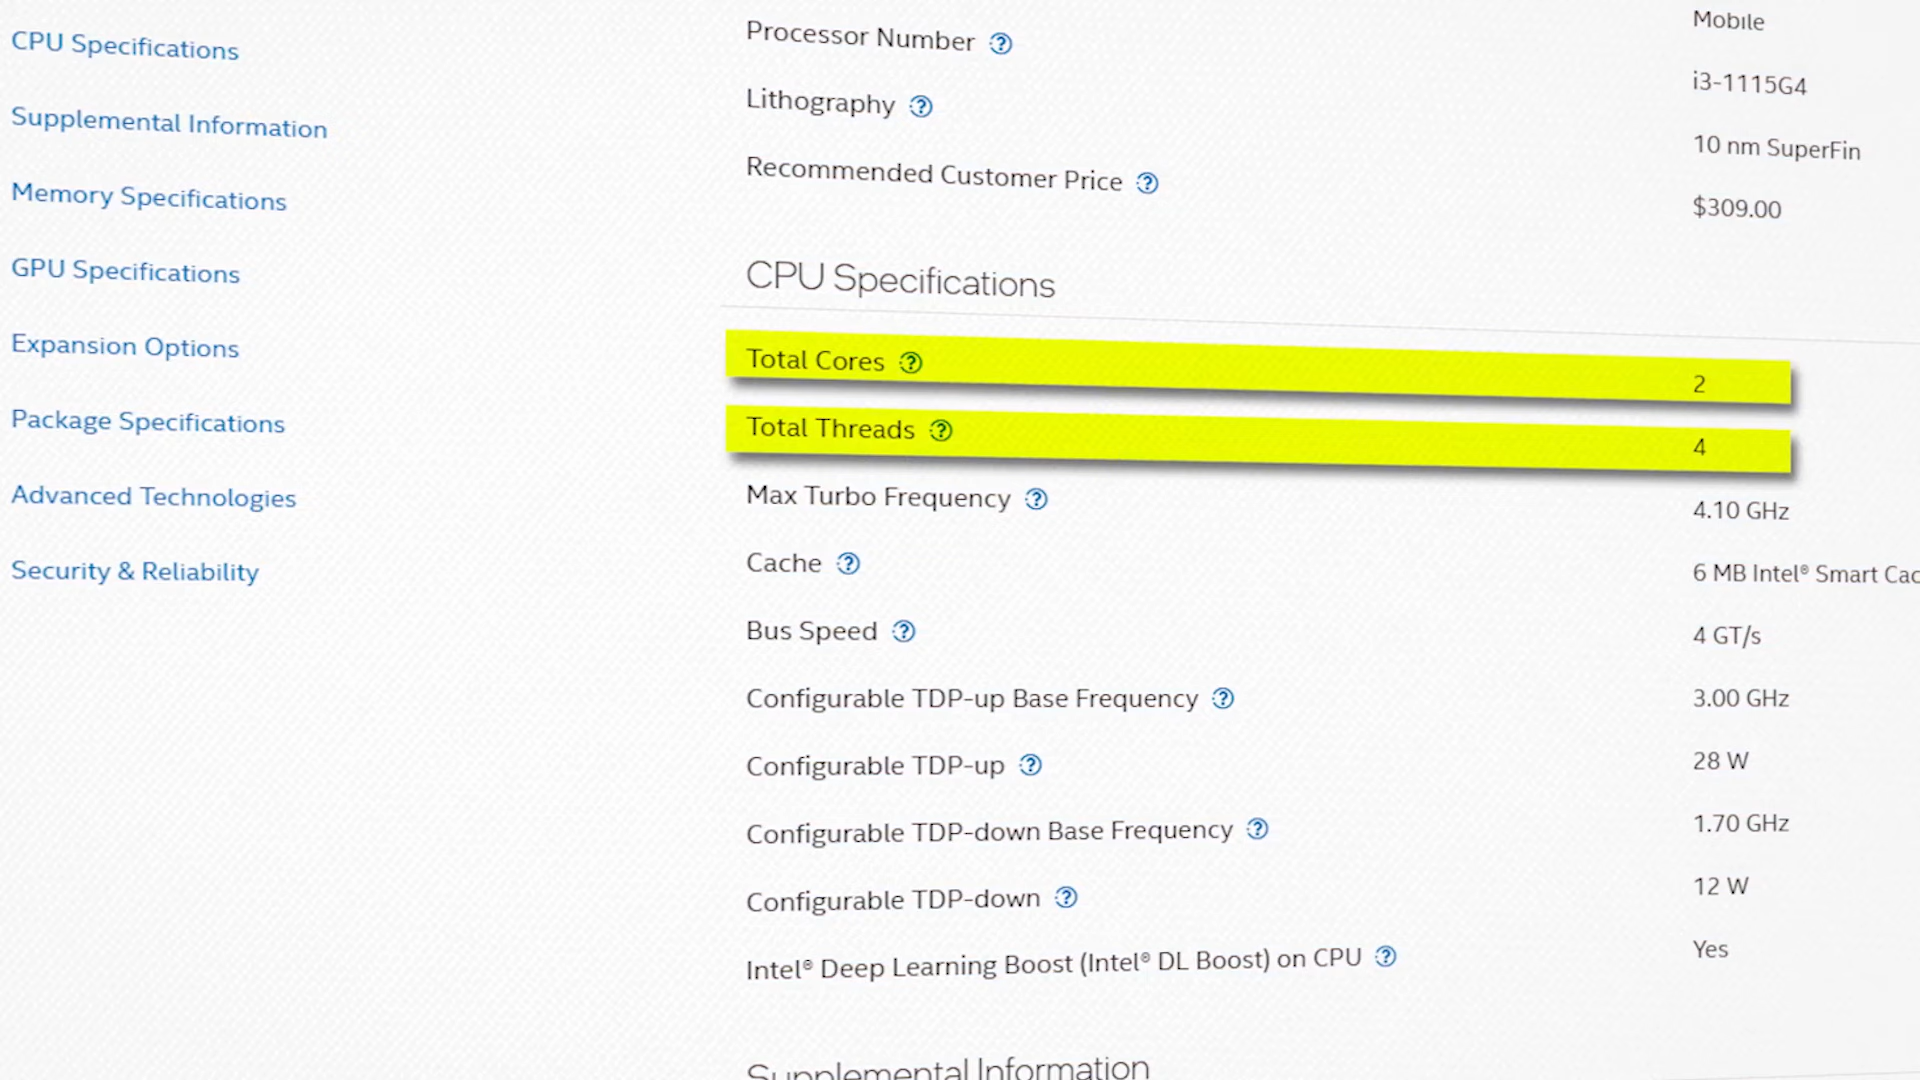 CPU Specifications
Supplemental Information
Memory Specifications
GPU Specifications
Expansion Options
Package Specifications
Advanced Technologies
Security & Reliability
Mobile
Processor Number i3-1115G4
Lithography 10 nm SuperFin
Recommended Customer Price $309.00
CPU Specifications
Total Cores 2
Total Threads 4
Max Turbo Frequency 4.10 GHz
Cache 6 MB Intel® Smart Cac
Bus Speed 4 GT/s
Configurable TDP-up Base Frequency 3.00 GHz
Configurable TDP-up 28 W
Configurable TDP-down Base Frequency 1.70 GHz
Configurable TDP-down 12 W
Intel® Deep Learning Boost (Intel® DL Boost) on CPU Yes
Supplemental Information